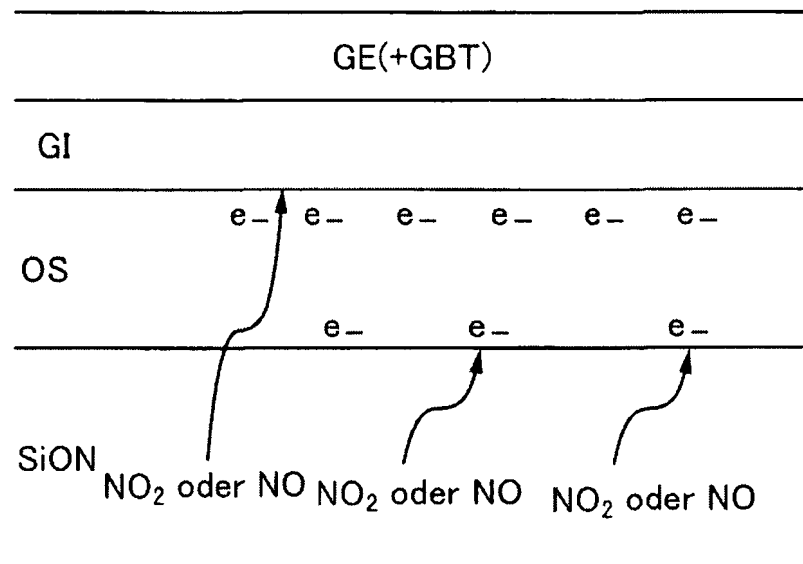 GE(+GBT)
GI
e– e– e– e– e– e–
OS
e– e– e–
SiON
NO₂ oder NO NO₂ oder NO NO₂ oder NO